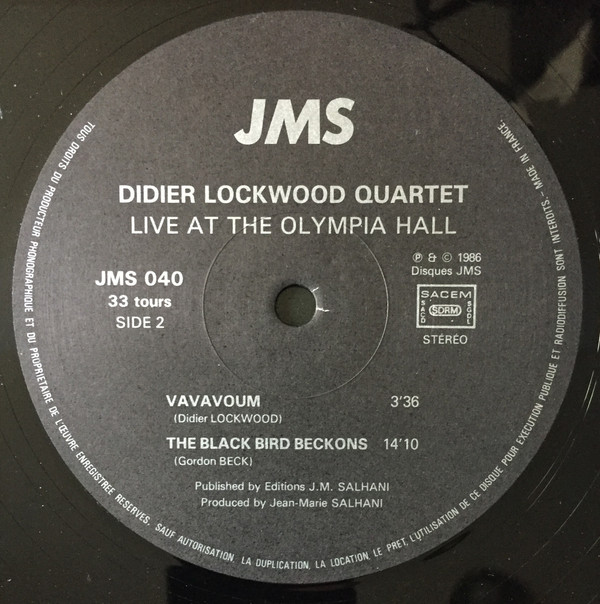 JMS
DIDIER LOCKWOOD QUARTET
LIVE AT THE OLYMPIA HALL
JMS 040
33 tours
SIDE 2
℗ & © 1986
Disques JMS
SACEM
SACD SDRM SGDL
STÉRÉO
VAVAVOUM 3'36
(Didier LOCKWOOD)
THE BLACK BIRD BECKONS 14'10
(Gordon BECK)
Published by Editions J.M. SALHANI
Produced by Jean-Marie SALHANI
TOUS DROITS DU PRODUCTEUR PHONOGRAPHIQUE ET DU PROPRIETAIRE DE L'ŒUVRE ENREGISTREE RESERVES. SAUF AUTORISATION LA DUPLICATION, LA LOCATION, LE PRET, L'UTILISATION DE CE DISQUE POUR EXECUTION PUBLIQUE ET RADIODIFFUSION SONT INTERDITS - MADE IN FRANCE.